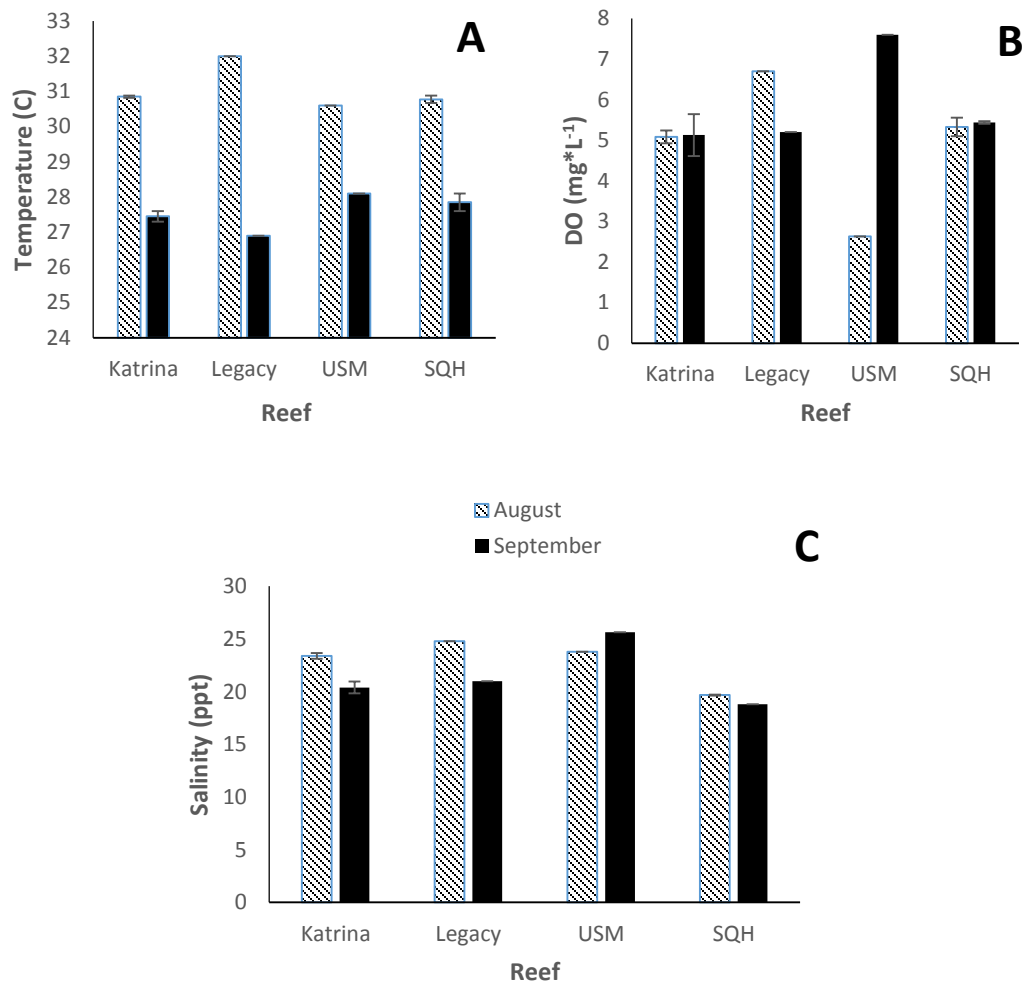 A
Temperature (C)
33
32
31
30
29
28
27
26
25
24
Katrina Legacy USM SQH
Reef
B
DO (mg*L-1)
8
7
6
5
4
3
2
1
0
Katrina Legacy USM SQH
Reef
August
September
C
Salinity (ppt)
30
25
20
15
10
5
0
Katrina Legacy USM SQH
Reef